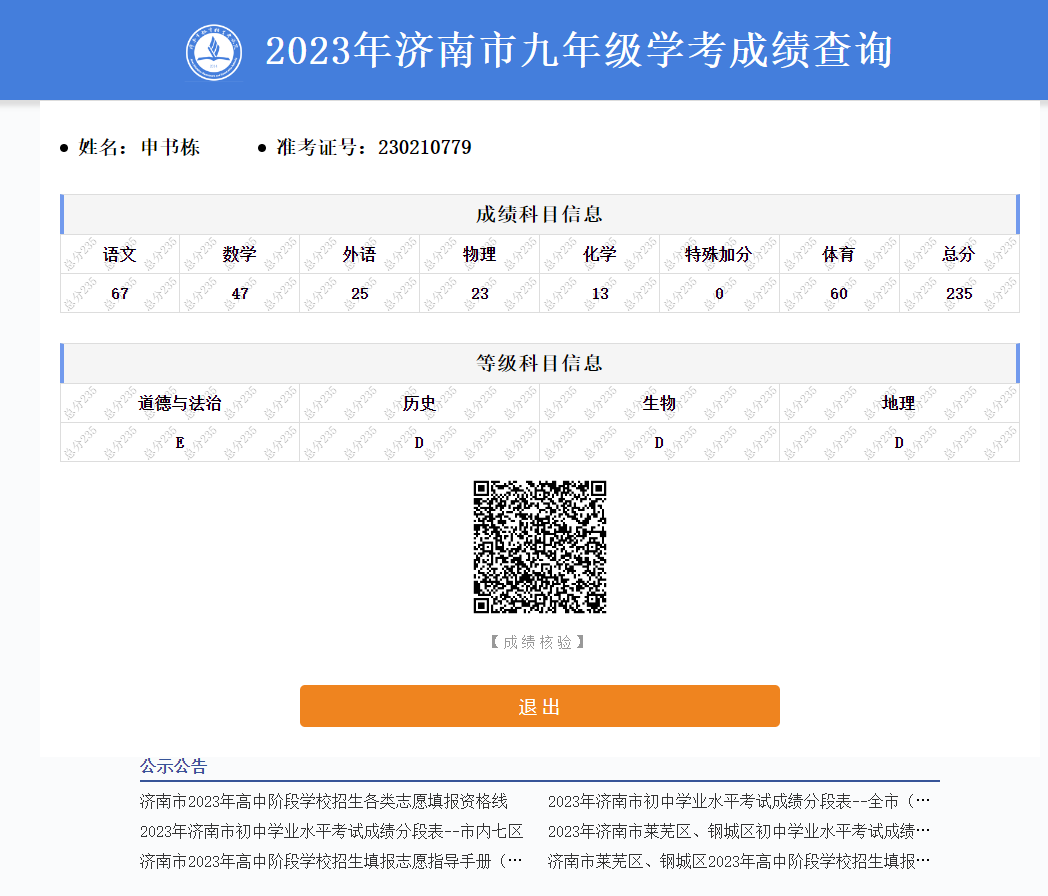 2023年济南市九年级学考成绩查询
● 姓名：申书栋 ● 准考证号：230210779
成绩科目信息
语文 数学 外语 物理 化学 特殊加分 体育 总分
67 47 25 23 13 0 60 235
等级科目信息
道德与法治 历史 生物 地理
E D D D
【成绩核验】
退出
公示公告
济南市2023年高中阶段学校招生各类志愿填报资格线 2023年济南市初中学业水平考试成绩分段表--全市（…
2023年济南市初中学业水平考试成绩分段表--市内七区 2023年济南市莱芜区、钢城区初中学业水平考试成绩…
济南市2023年高中阶段学校招生填报志愿指导手册（… 济南市莱芜区、钢城区2023年高中阶段学校招生填报…